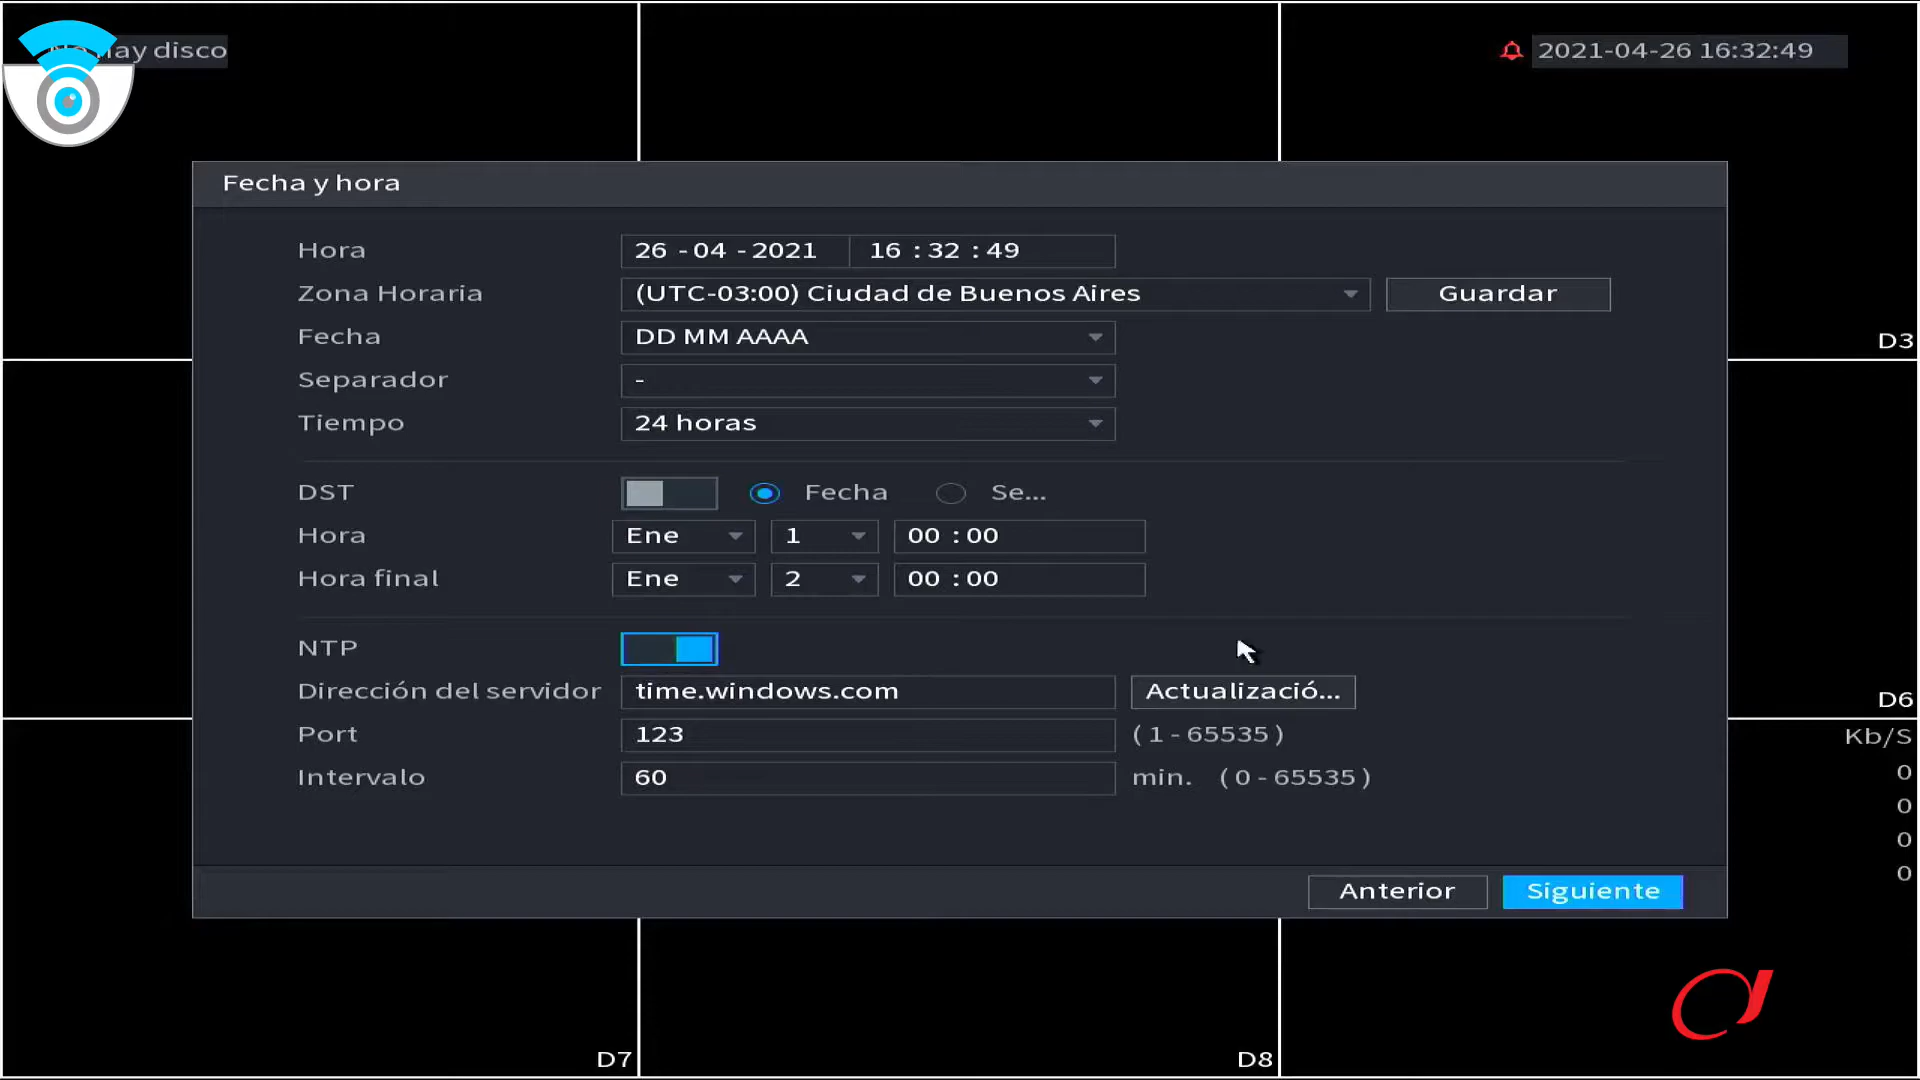 No hay disco
2021-04-26 16:32:49
Fecha y hora
Hora 26 - 04 - 2021 16 : 32 : 49
Zona Horaria (UTC-03:00) Ciudad de Buenos Aires Guardar
Fecha DD MM AAAA
Separador -
Tiempo 24 horas
DST Fecha Se...
Hora Ene 1 00 : 00
Hora final Ene 2 00 : 00
NTP
Dirección del servidor time.windows.com Actualizació...
Port 123 ( 1 - 65535 )
Intervalo 60 min. ( 0 - 65535 )
Anterior Siguiente
D3
D6
Kb/S
0
0
0
0
D7
D8